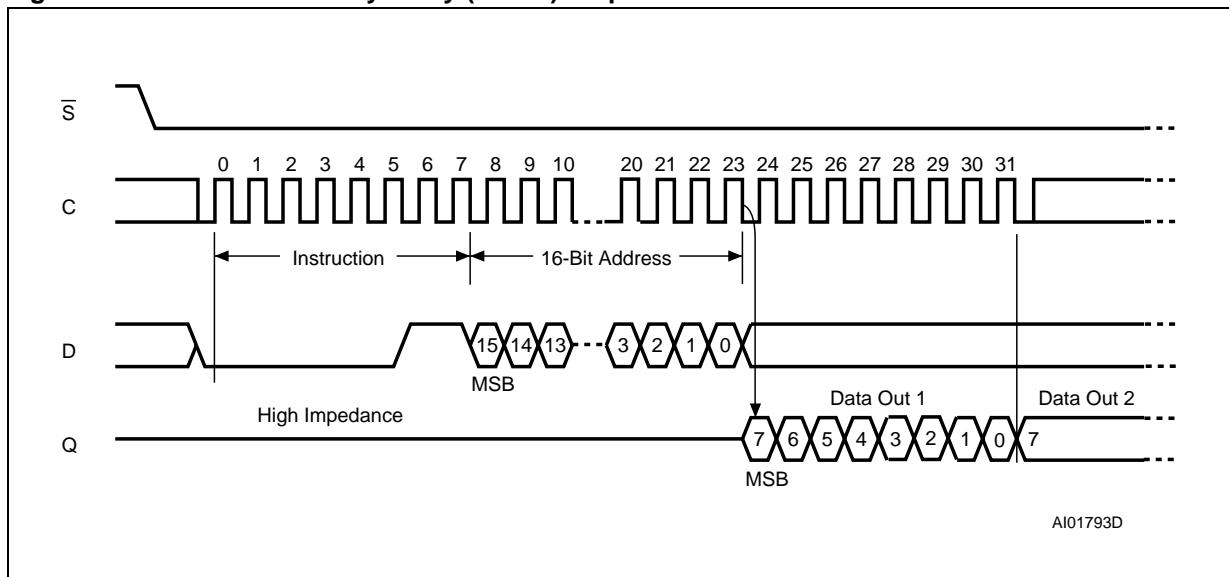 S
0 1 2 3 4 5 6 7 8 9 10 20 21 22 23 24 25 26 27 28 29 30 31
C
Instruction 16-Bit Address
D 15 14 13 3 2 1 0
MSB
High Impedance Data Out 1 Data Out 2
Q 7 6 5 4 3 2 1 0 7
MSB
AI01793D